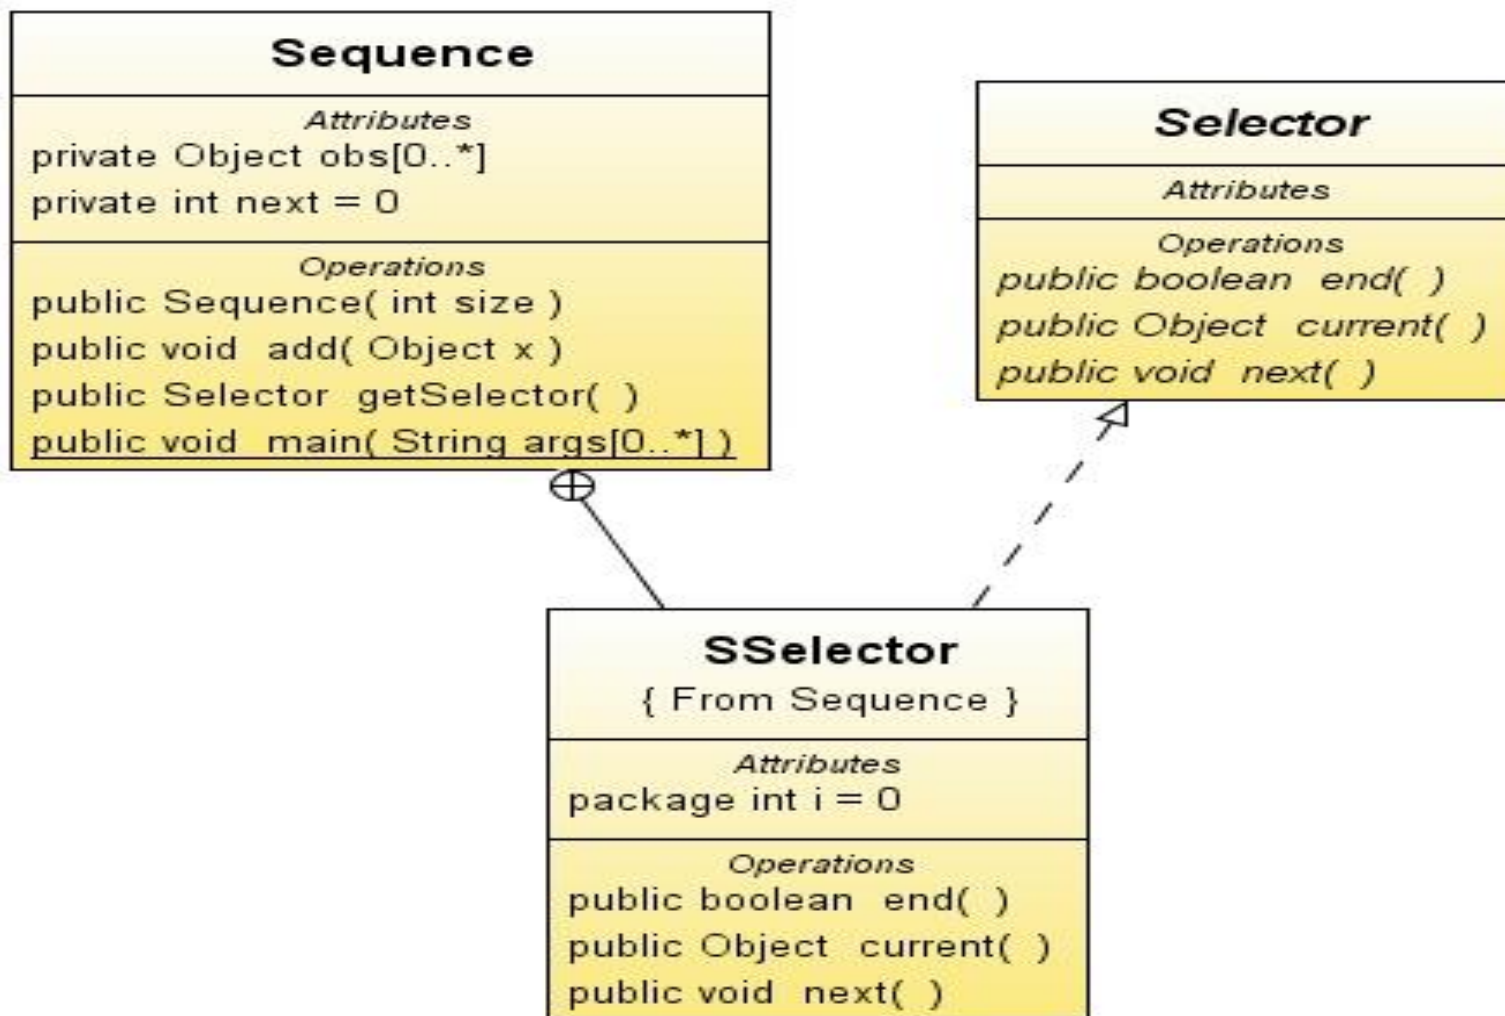 Sequence
Attributes
private Object obs[0..*]
private int next = 0
Operations
public Sequence( int size )
public void add( Object x )
public Selector getSelector( )
public void main( String args[0..*] )
Selector
Attributes
Operations
public boolean end( )
public Object current( )
public void next( )
SSelector
{ From Sequence }
Attributes
package int i = 0
Operations
public boolean end( )
public Object current( )
public void next( )